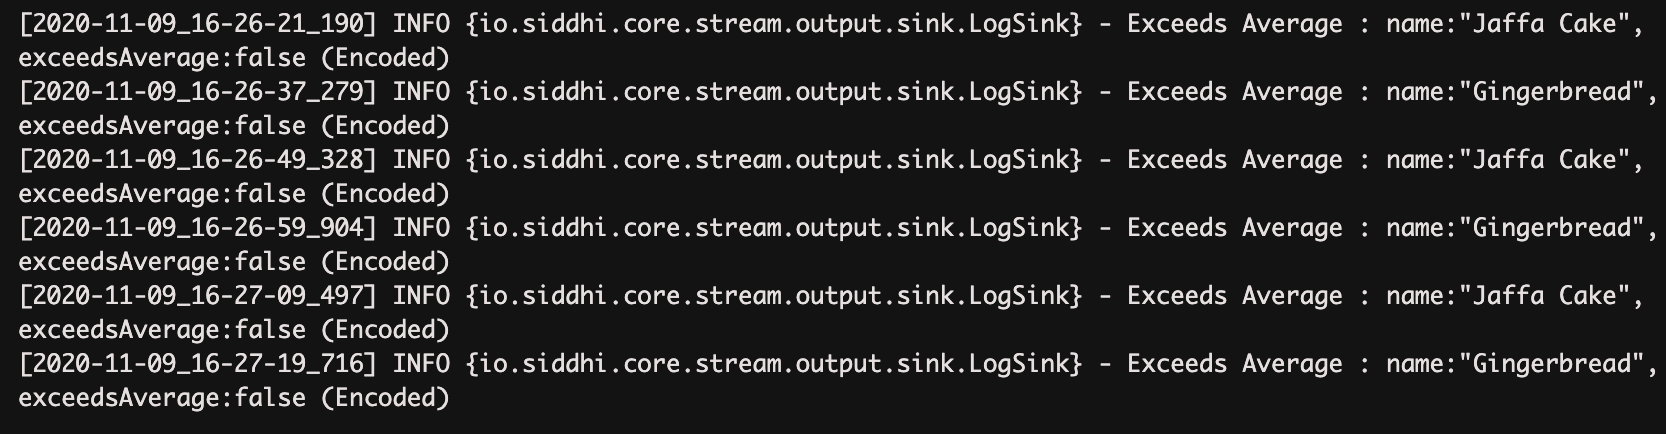 [2020-11-09_16-26-21_190] INFO {io.siddhi.core.stream.output.sink.LogSink} - Exceeds Average : name:"Jaffa Cake",
exceedsAverage:false (Encoded)
[2020-11-09_16-26-37_279] INFO {io.siddhi.core.stream.output.sink.LogSink} - Exceeds Average : name:"Gingerbread",
exceedsAverage:false (Encoded)
[2020-11-09_16-26-49_328] INFO {io.siddhi.core.stream.output.sink.LogSink} - Exceeds Average : name:"Jaffa Cake",
exceedsAverage:false (Encoded)
[2020-11-09_16-26-59_904] INFO {io.siddhi.core.stream.output.sink.LogSink} - Exceeds Average : name:"Gingerbread",
exceedsAverage:false (Encoded)
[2020-11-09_16-27-09_497] INFO {io.siddhi.core.stream.output.sink.LogSink} - Exceeds Average : name:"Jaffa Cake",
exceedsAverage:false (Encoded)
[2020-11-09_16-27-19_716] INFO {io.siddhi.core.stream.output.sink.LogSink} - Exceeds Average : name:"Gingerbread",
exceedsAverage:false (Encoded)